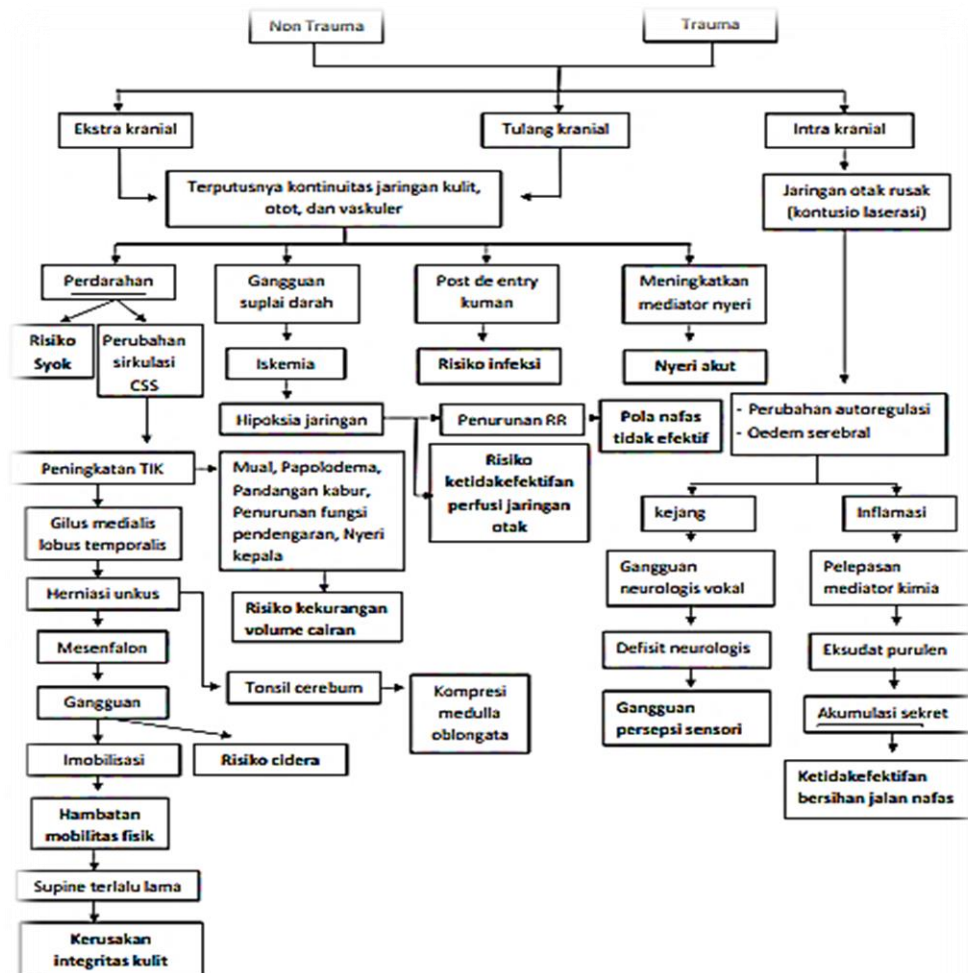 Non Trauma
Trauma
Ekstra kranial
Tulang kranial
Intra kranial
Terputusnya kontinuitas jaringan kulit,
otot, dan vaskuler
Jaringan otak rusak
(kontusio laserasi)
Perdarahan
Gangguan
suplai darah
Post de entry
kuman
Meningkatkan
mediator nyeri
Risiko
Syok
Perubahan
sirkulasi
CSS
Iskemia
Risiko infeksi
Nyeri akut
Hipoksia jaringan
Penurunan RR
Pola nafas
tidak efektif
- Perubahan autoregulasi
- Oedem serebral
Peningkatan TIK
Mual, Papolodema,
Pandangan kabur,
Penurunan fungsi
pendengaran, Nyeri
kepala
Risiko
ketidakefektifan
perfusi jaringan
otak
kejang
Inflamasi
Gilus medialis
lobus temporalis
Gangguan
neurologis vokal
Pelepasan
mediator kimia
Herniasi unkus
Risiko kekurangan
volume cairan
Mesenfalon
Defisit neurologis
Eksudat purulen
Gangguan
Tonsil cerebum
Kompresi
medulla
oblongata
Gangguan
persepsi sensori
Akumulasi sekret
Imobilisasi
Risiko cidera
Ketidakefektifan
bersihan jalan nafas
Hambatan
mobilitas fisik
Supine terlalu lama
Kerusakan
integritas kulit